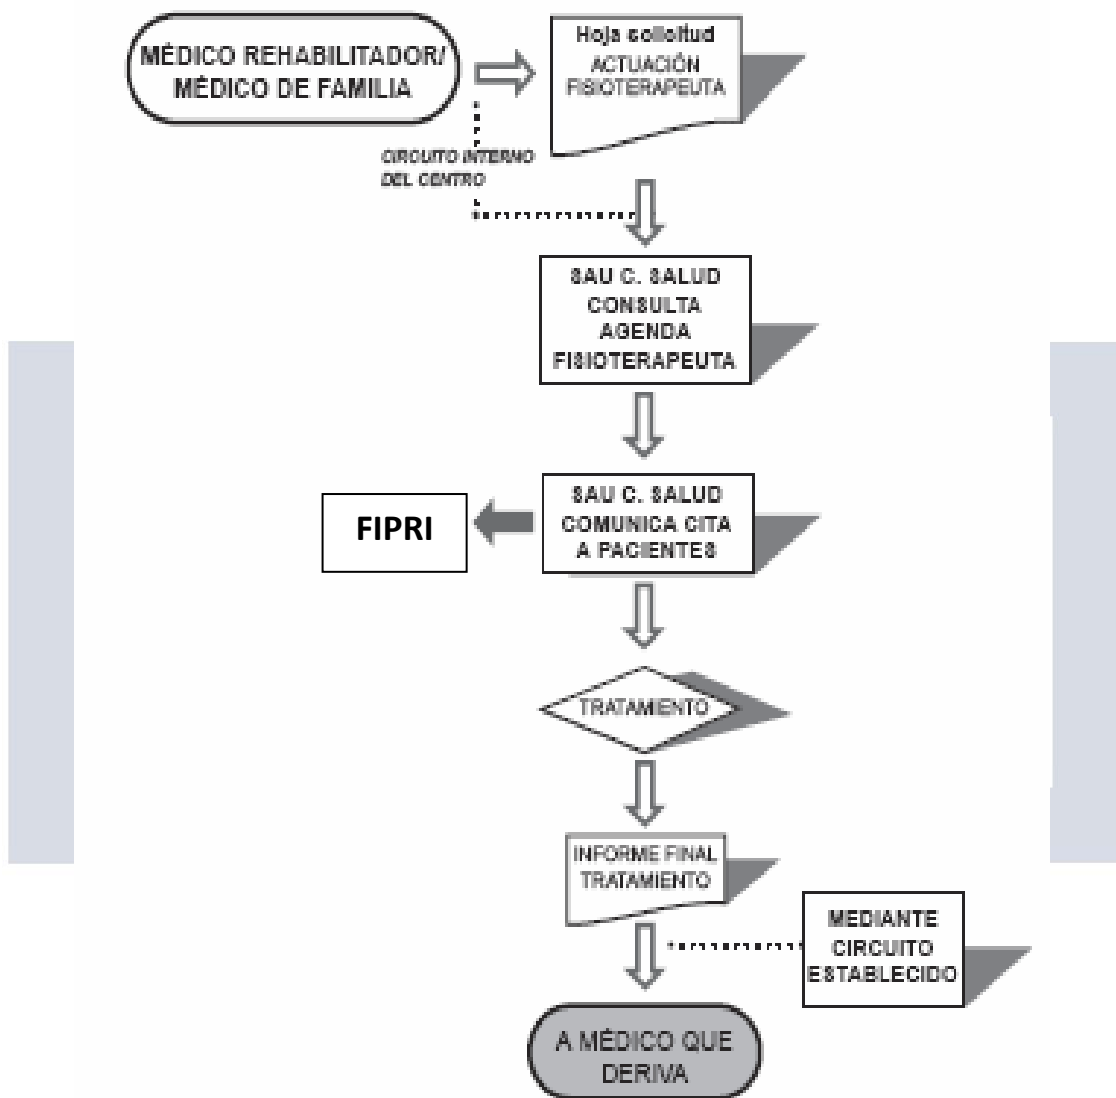 MÉDICO REHABILITADOR/
MÉDICO DE FAMILIA
Hoja solicitud
ACTUACIÓN
FISIOTERAPEUTA
CIRCUITO INTERNO
DEL CENTRO
SAU C. SALUD
CONSULTA
AGENDA
FISIOTERAPEUTA
FIPRI
SAU C. SALUD
COMUNICA CITA
A PACIENTES
TRATAMIENTO
INFORME FINAL
TRATAMIENTO
MEDIANTE
CIRCUITO
ESTABLECIDO
A MÉDICO QUE
DERIVA